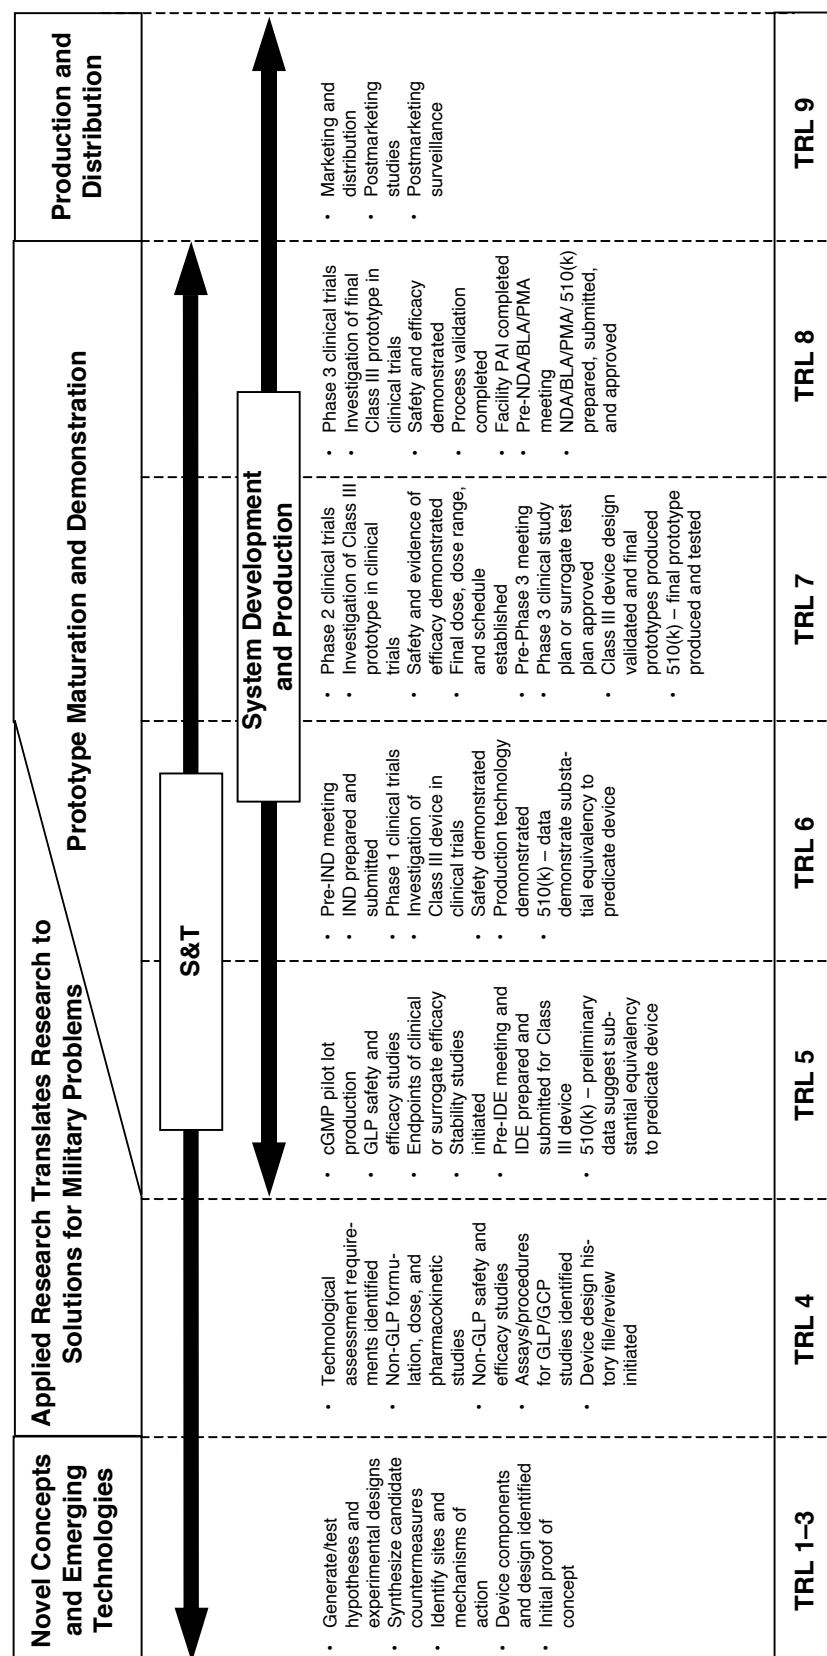 Novel Concepts
and Emerging
Technologies
Applied Research Translates Research to
Solutions for Military Problems
Prototype Maturation and Demonstration
Production and
Distribution
S&T
System Development
and Production
• Generate/test
hypotheses and
experimental designs
• Synthesize candidate
countermeasures
• Identify sites and
mechanisms of
action
• Device components
and design identified
• Initial proof of
concept
• Technological
assessment require-
ments identified
• Non-GLP formu-
lation, dose, and
pharmacokinetic
studies
• Non-GLP safety and
efficacy studies
• Assays/procedures
for GLP/GCP
studies identified
• Device design his-
tory file/review
initiated
• cGMP pilot lot
production
• GLP safety and
efficacy studies
• Endpoints of clinical
or surrogate efficacy
• Stability studies
initiated
• Pre-IDE meeting and
IDE prepared and
submitted for Class
III device
• 510(k) – preliminary
data suggest sub-
stantial equivalency
to predicate device
• Pre-IND meeting
• IND prepared and
submitted
• Phase 1 clinical trials
• Investigation of
Class III device in
clinical trials
• Safety demonstrated
• Production technology
demonstrated
• 510(k) – data
demonstrate substa-
tial equivalency to
predicate device
• Phase 2 clinical trials
• Investigation of Class III
prototype in clinical
trials
• Safety and evidence of
efficacy demonstrated
• Final dose, dose range,
and schedule
established
• Pre-Phase 3 meeting
• Phase 3 clinical study
plan or surrogate test
plan approved
• Class III device design
validated and final
prototypes produced
• 510(k) – final prototype
produced and tested
• Phase 3 clinical trials
• Investigation of final
Class III prototype in
clinical trials
• Safety and efficacy
demonstrated
• Process validation
completed
• Facility PAI completed
• Pre-NDA/BLA/PMA
meeting
• NDA/BLA/PMA/ 510(k)
prepared, submitted,
and approved
• Marketing and
distribution
• Postmarketing
studies
• Postmarketing
surveillance
TRL 1–3
TRL 4
TRL 5
TRL 6
TRL 7
TRL 8
TRL 9